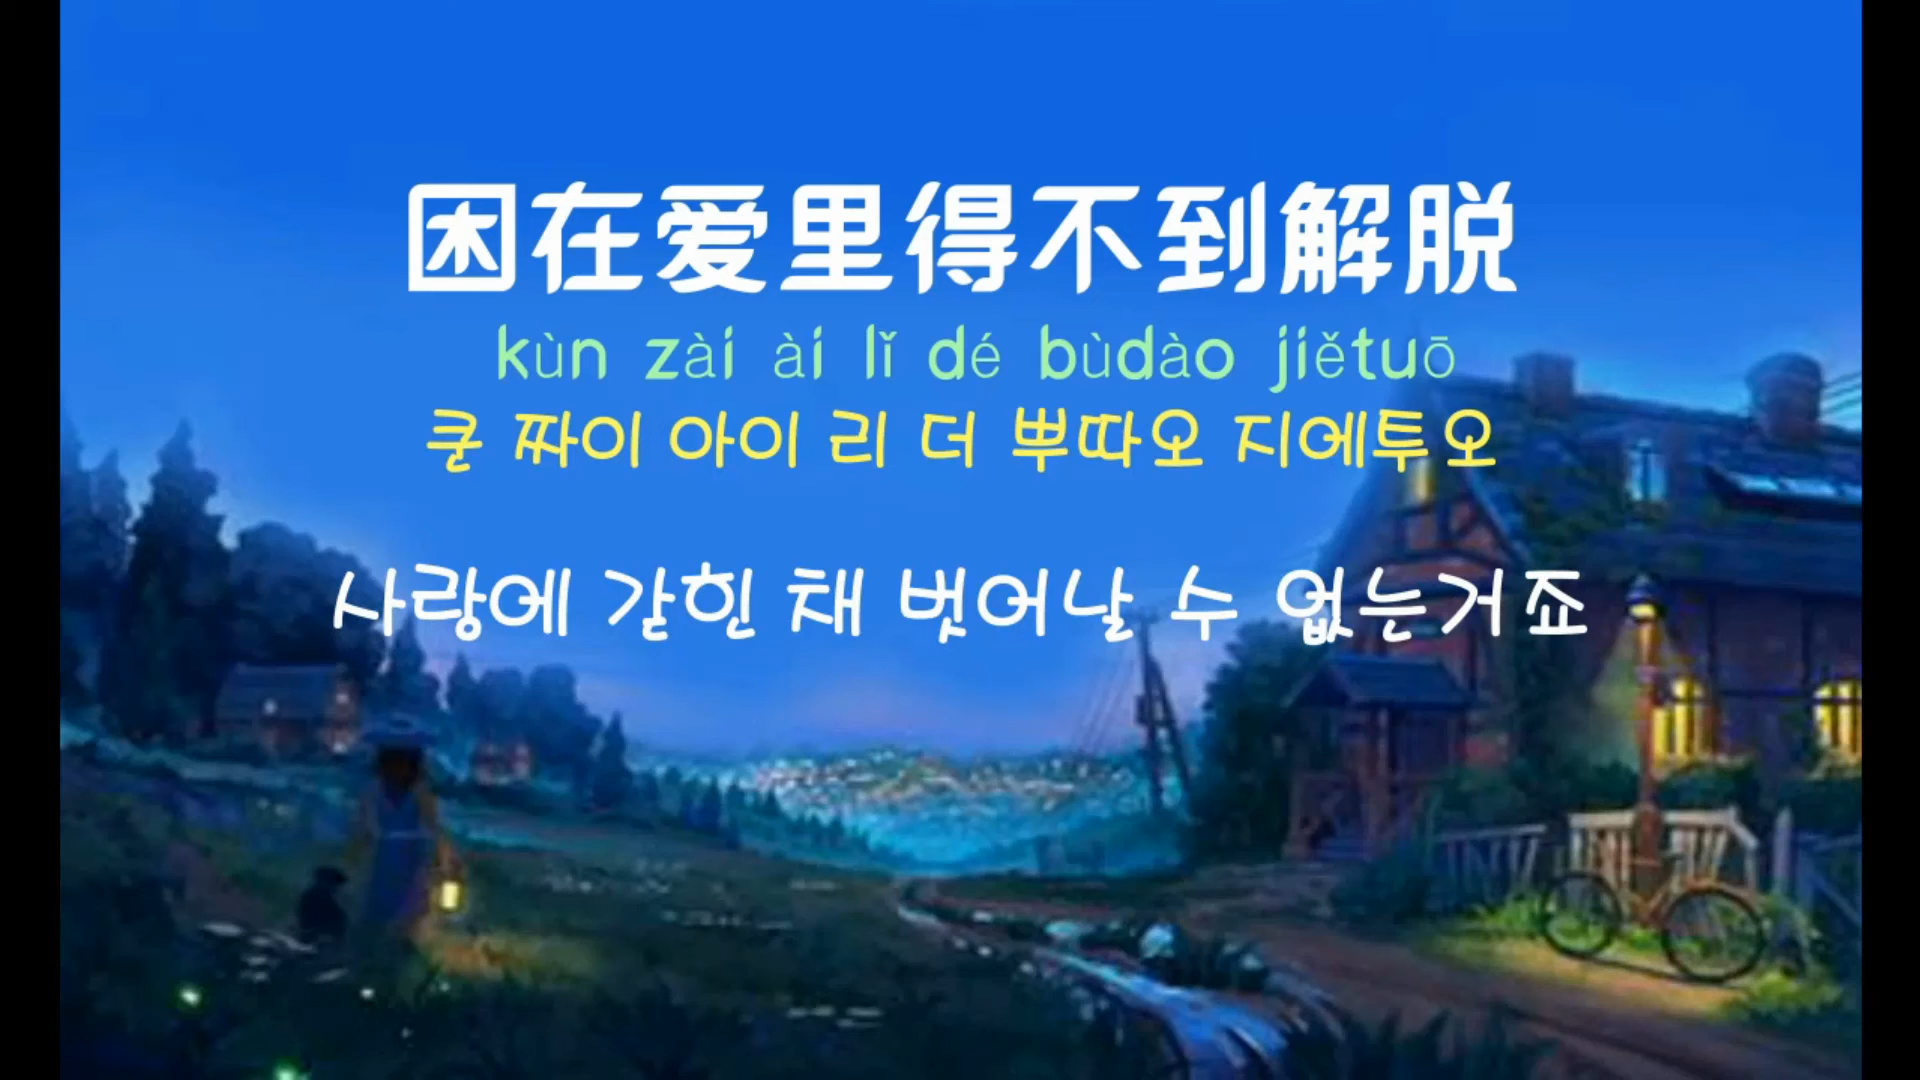 困在爱里得不到解脱
kùn zài ài lǐ dé bùdào jiětuō
쿤 짜이 아이 리 더 뿌따오 지에투오
사랑에 갇힌 채 벗어날 수 없는거죠